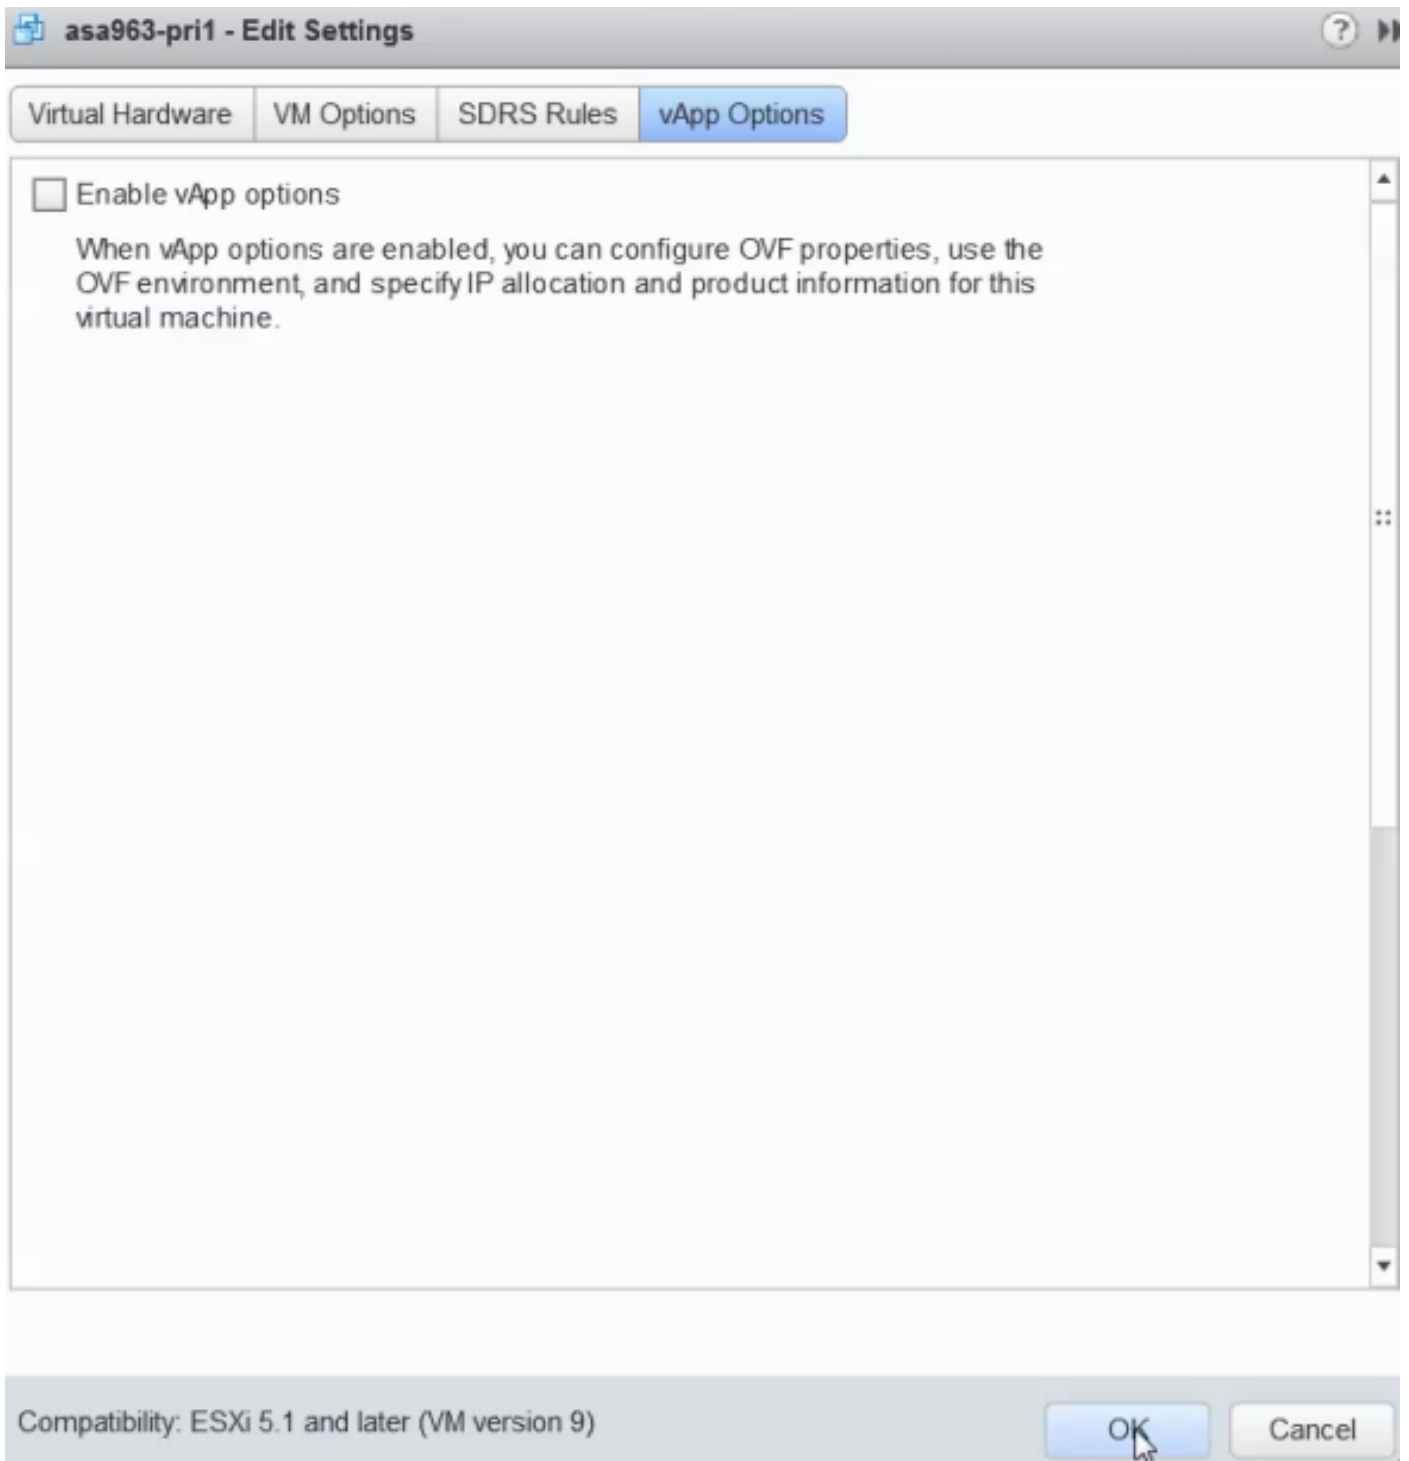 asa963-pri1 - Edit Settings
?
Virtual Hardware
VM Options
SDRS Rules
vApp Options
Enable vApp options
When vApp options are enabled, you can configure OVF properties, use the
OVF environment, and specify IP allocation and product information for this
virtual machine.
Compatibility: ESXi 5.1 and later (VM version 9)
OK
Cancel